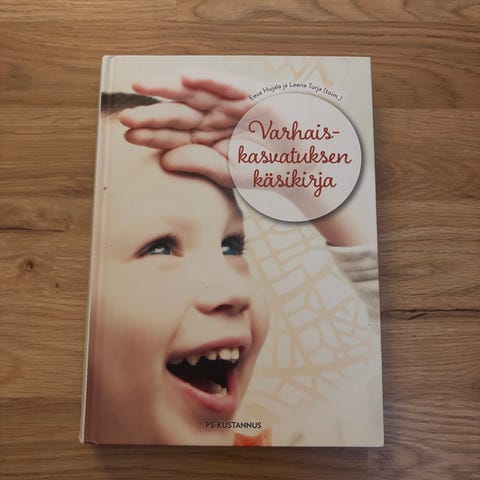 Eeva Hujala ja Leena Turja (toim.)
Varhais-
kasvatuksen
käsikirja
PS-KUSTANNUS